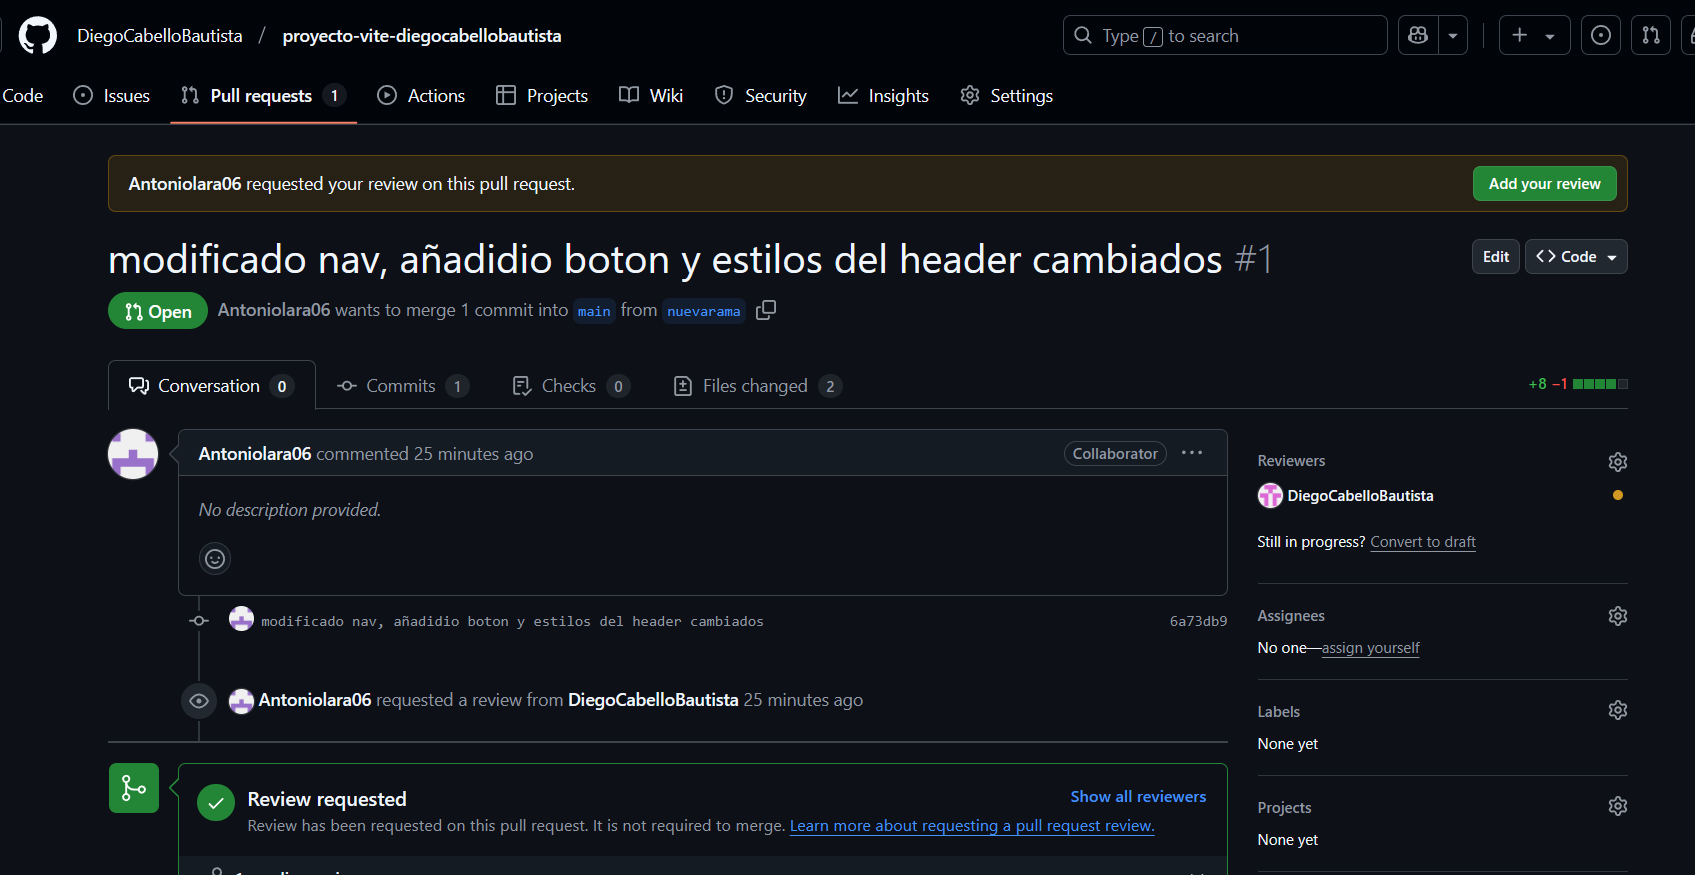 DiegoCabelloBautista / proyecto-vite-diegocabellobautista
Type / to search
Code Issues Pull requests 1 Actions Projects Wiki Security Insights Settings
Antoniolara06 requested your review on this pull request.
Add your review
modificado nav, añadidio boton y estilos del header cambiados #1
Edit
Code
Open
Antoniolara06 wants to merge 1 commit into main from nuevarama
Conversation 0 Commits 1 Checks 0 Files changed 2
+8 −1
Antoniolara06 commented 25 minutes ago
Collaborator
No description provided.
modificado nav, añadidio boton y estilos del header cambiados
6a73db9
Antoniolara06 requested a review from DiegoCabelloBautista 25 minutes ago
Review requested
Show all reviewers
Review has been requested on this pull request. It is not required to merge. Learn more about requesting a pull request review.
Reviewers
DiegoCabelloBautista
Still in progress? Convert to draft
Assignees
No one—assign yourself
Labels
None yet
Projects
None yet